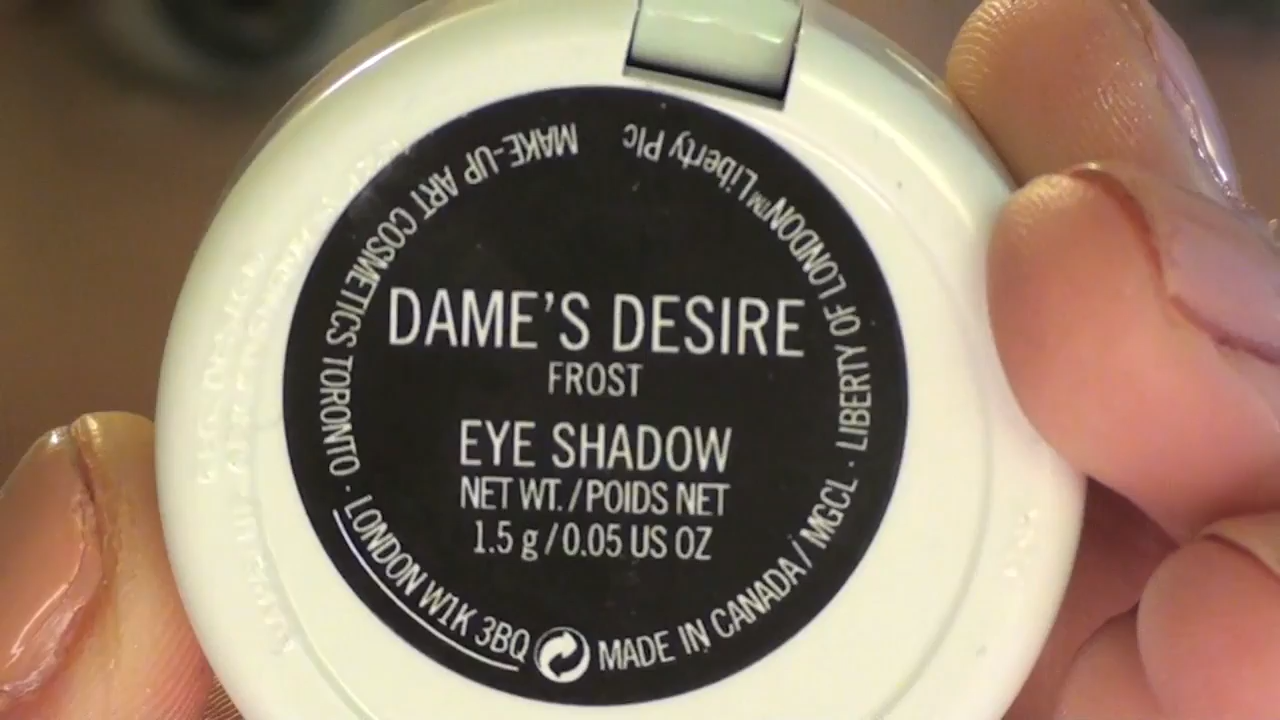 DAME'S DESIRE
FROST
EYE SHADOW
NET WT. / POIDS NET
1.5 g / 0.05 US OZ
MAKE-UP ART COSMETICS TORONTO · LONDON W1K 3BQ
MADE IN CANADA / MGCL · LIBERTY OF LONDON™ Liberty Plc